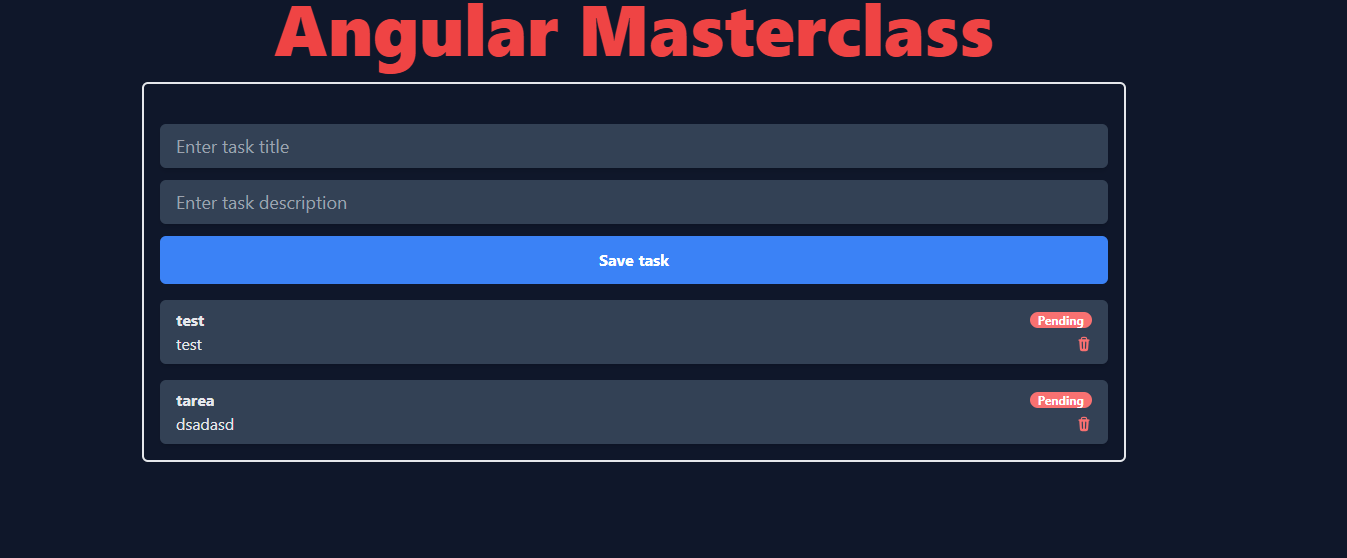 Angular Masterclass
Enter task title
Enter task description
Save task
test
Pending
test
tarea
Pending
dsadasd